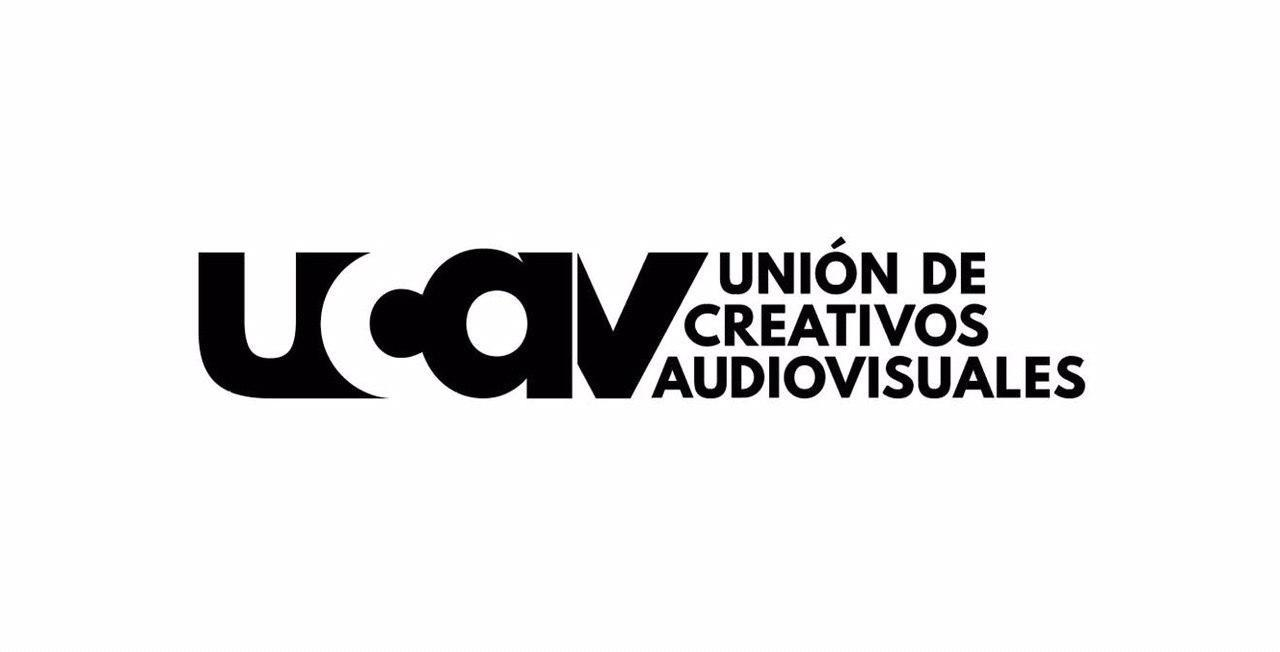 ucav
UNIÓN DE
CREATIVOS
AUDIOVISUALES